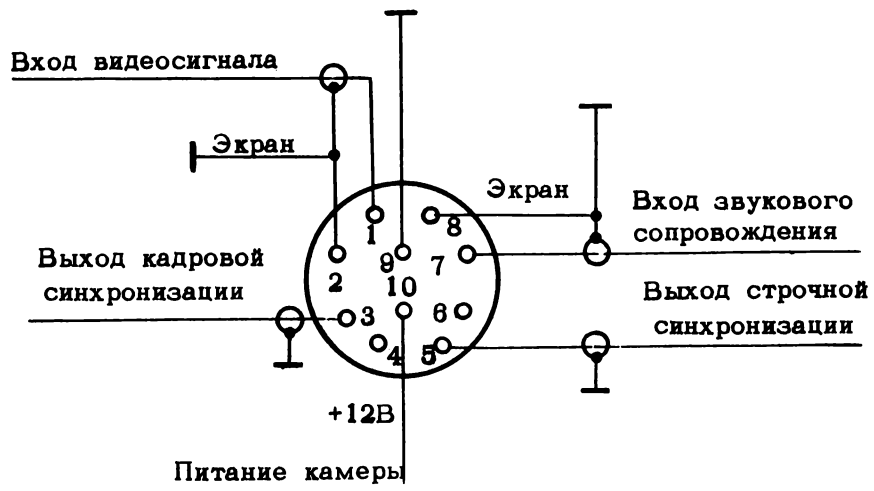 Вход видеосигнала
Экран
Экран
Вход звукового
сопровождения
1
8
2
9
7
10
Выход кадровой
синхронизации
Выход строчной
синхронизации
3
6
4
5
+12В
Питание камеры